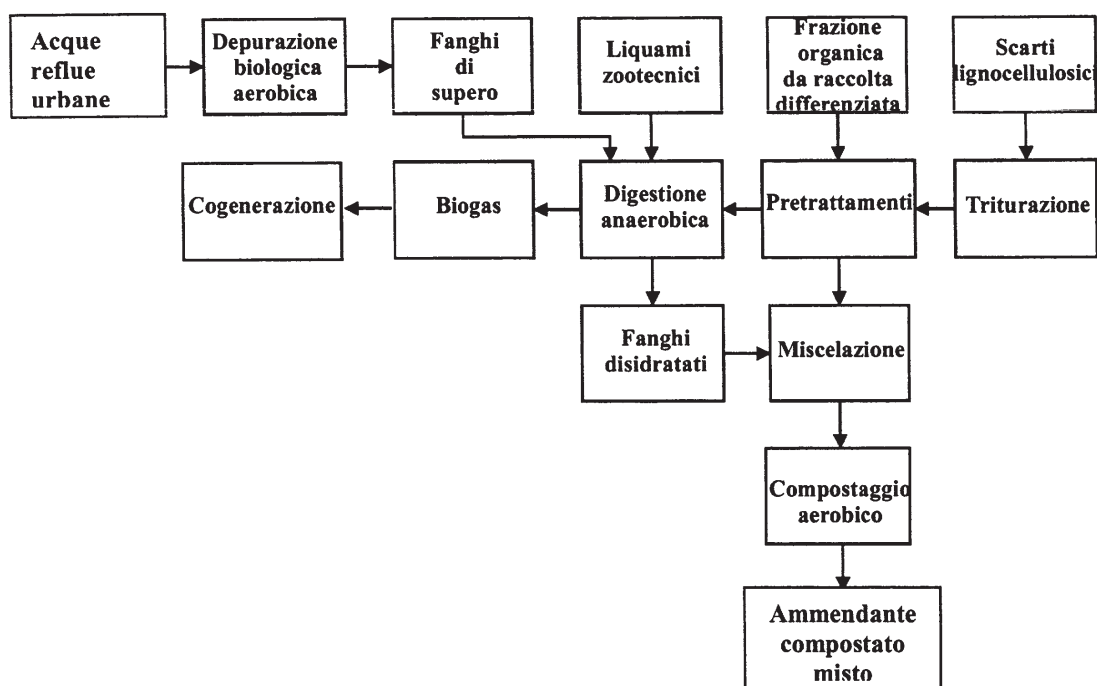 Acque
reflue
urbane
Depurazione
biologica
aerobica
Fanghi
di
supero
Liquami
zootecnici
Frazione
organica
da raccolta
differenziata
Scarti
lignocellulosici
Cogenerazione
Biogas
Digestione
anaerobica
Pretrattamenti
Triturazione
Fanghi
disidratati
Miscelazione
Compostaggio
aerobico
Ammendante
compostato
misto